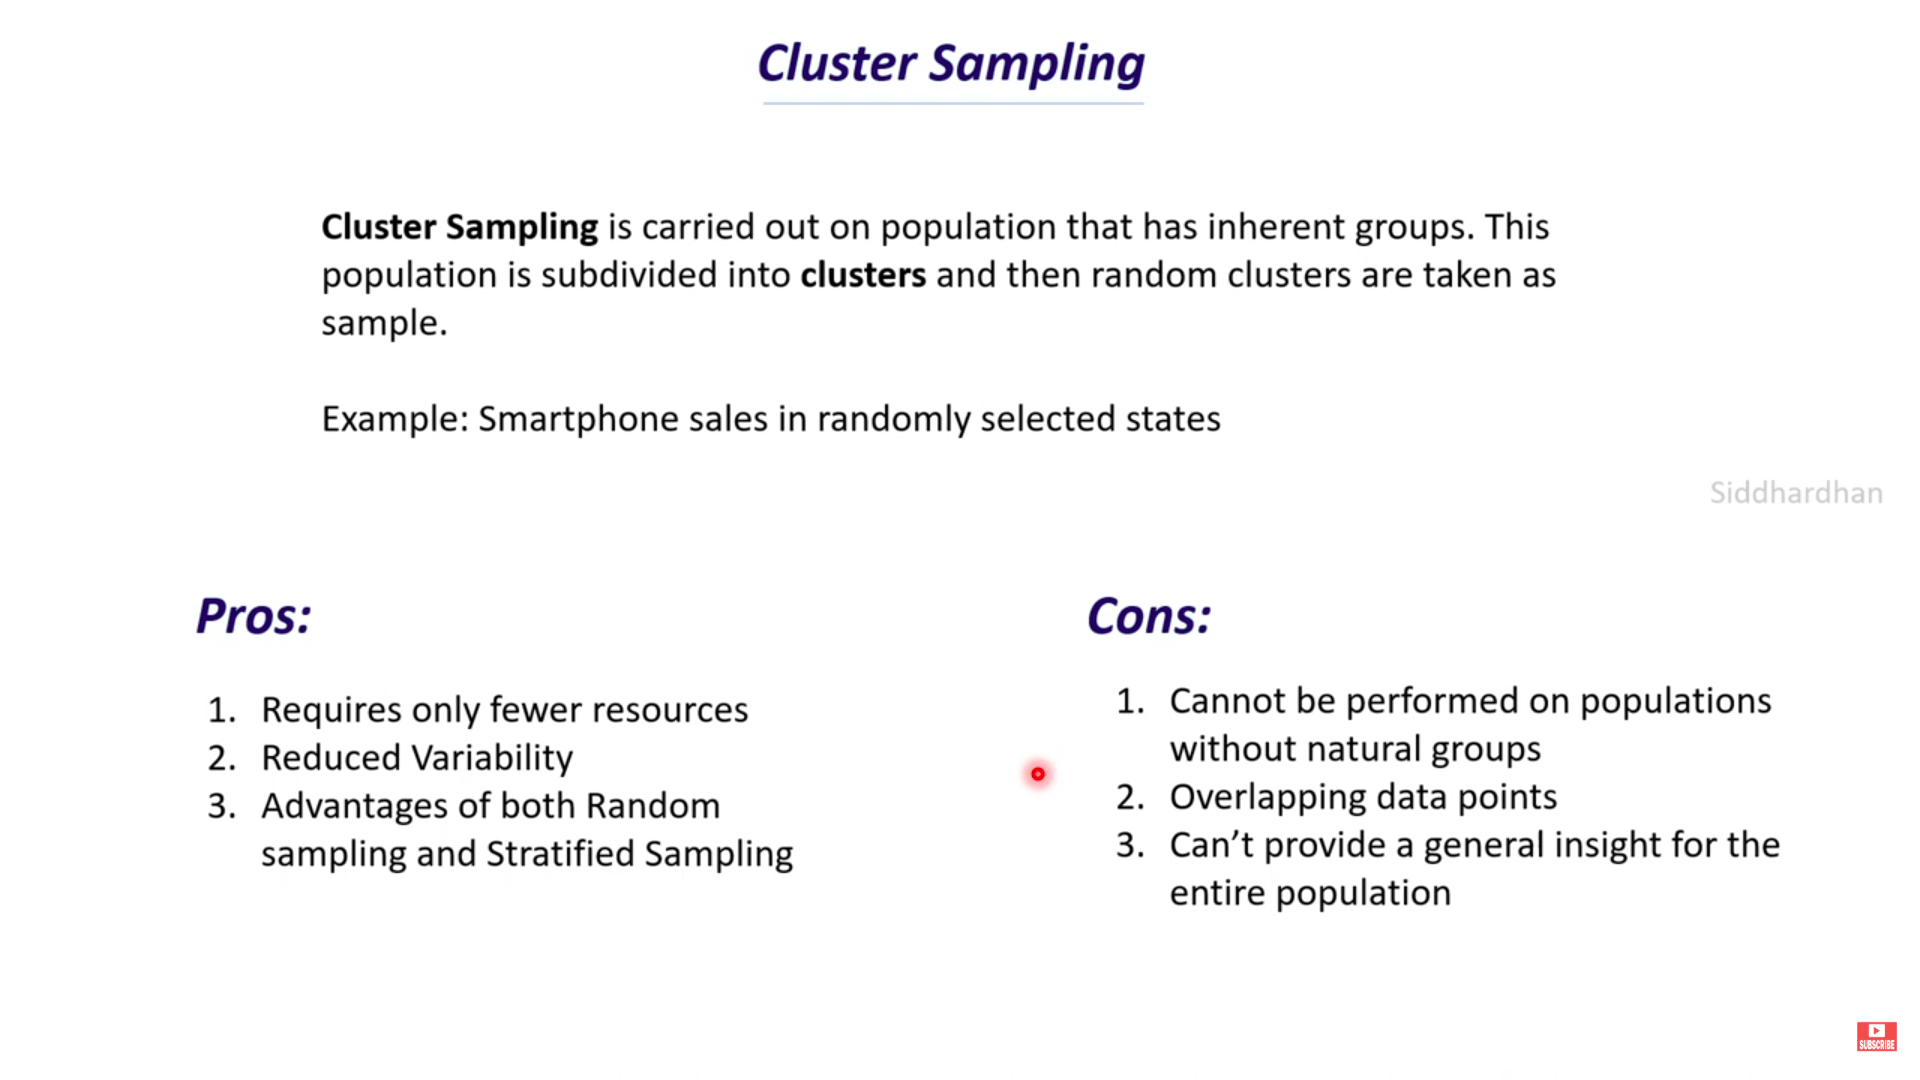 Cluster Sampling
Cluster Sampling is carried out on population that has inherent groups. This
population is subdivided into clusters and then random clusters are taken as
sample.
Example: Smartphone sales in randomly selected states
Siddhardhan
Pros:
1. Requires only fewer resources
2. Reduced Variability
3. Advantages of both Random
sampling and Stratified Sampling
Cons:
1. Cannot be performed on populations
without natural groups
2. Overlapping data points
3. Can’t provide a general insight for the
entire population
SUBSCRIBE